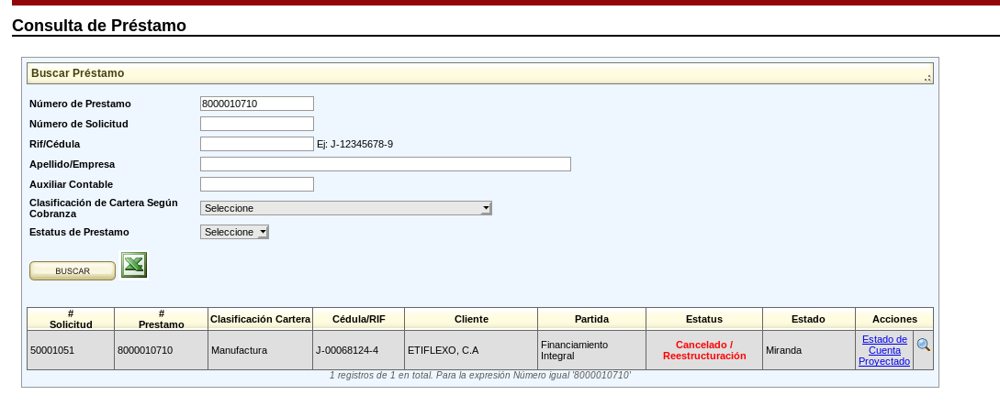 Consulta de Préstamo
Buscar Préstamo
Número de Prestamo 8000010710
Número de Solicitud
Rif/Cédula Ej: J-12345678-9
Apellido/Empresa
Auxiliar Contable
Clasificación de Cartera Según
Cobranza
Seleccione
Estatus de Prestamo Seleccione
BUSCAR
# Solicitud # Prestamo Clasificación Cartera Cédula/RIF Cliente Partida Estatus Estado Acciones
50001051 8000010710 Manufactura J-00068124-4 ETIFLEXO, C.A Financiamiento Integral Cancelado / Reestructuración Miranda Estado de Cuenta Proyectado
1 registros de 1 en total. Para la expresión Número igual '8000010710'